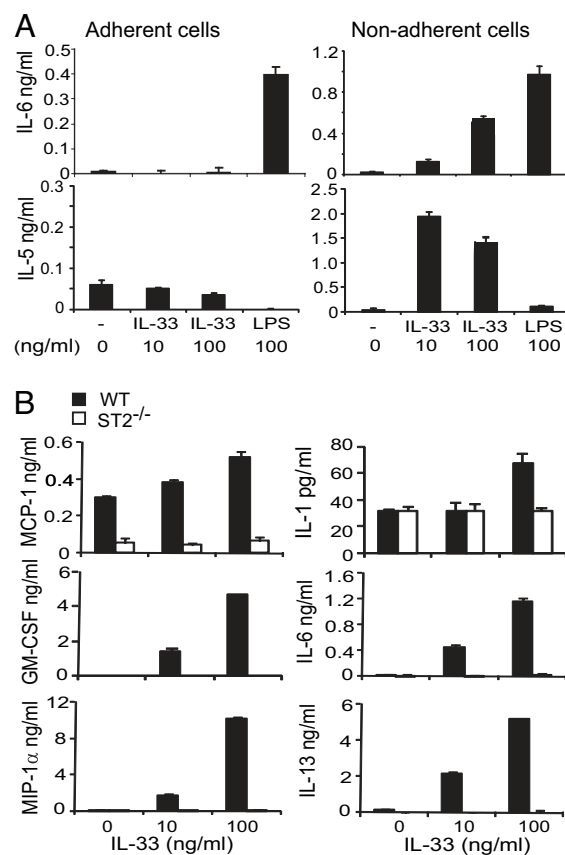 A
Adherent cells
Non-adherent cells
IL-6 ng/ml
0.5
0.4
0.3
0.2
0.1
0
1.2
0.8
0.4
0
IL-5 ng/ml
0.3
0.2
0.1
0
2.0
1.5
1.0
0.5
0
- IL-33 IL-33 LPS
(ng/ml) 0 10 100 100
- IL-33 IL-33 LPS
0 10 100 100
B
WT
ST2-/-
MCP-1 ng/ml
0.6
0.4
0.2
0
IL-1 pg/ml
80
60
40
20
GM-CSF ng/ml
6
4
2
0
IL-6 ng/ml
1.6
1.2
0.8
0.4
0
MIP-1α ng/ml
12
8
4
0
IL-13 ng/ml
6
4
2
0
0 10 100
IL-33 (ng/ml)
0 10 100
IL-33 (ng/ml)